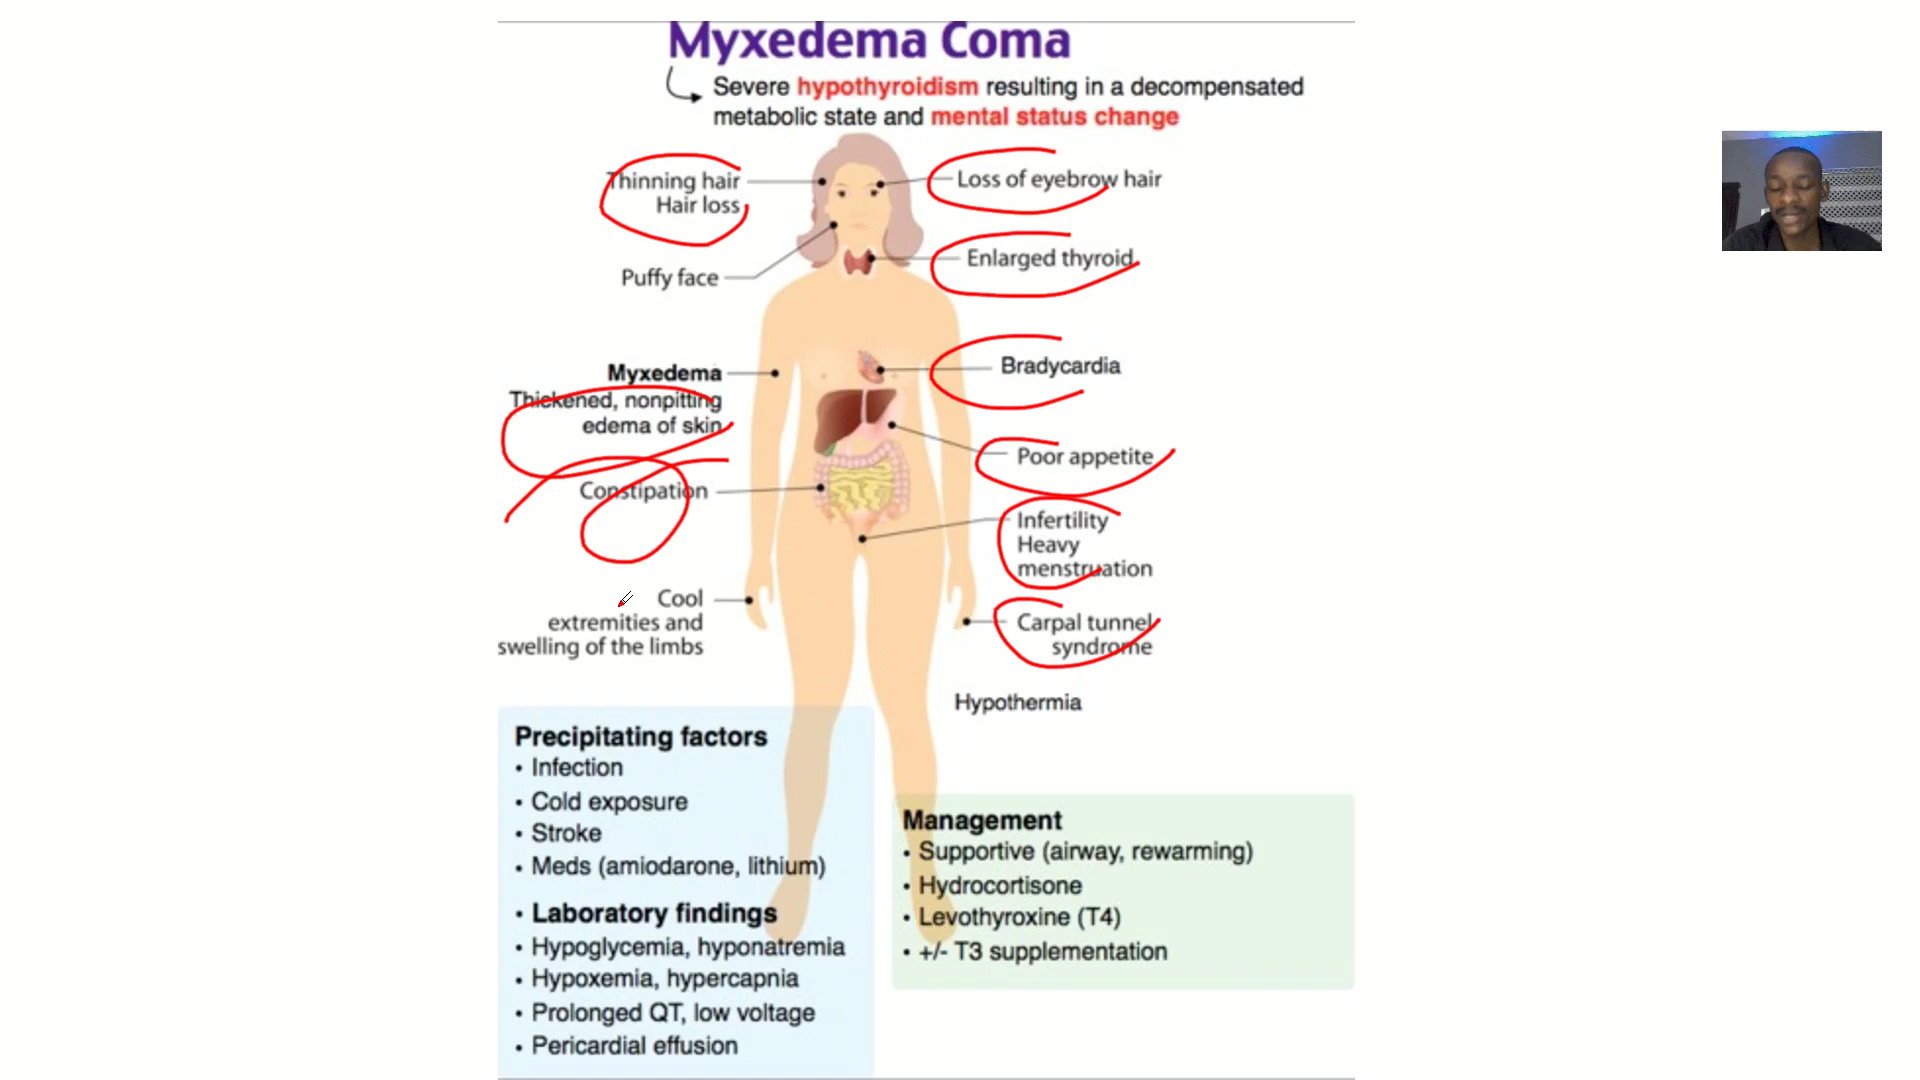 Myxedema Coma
Severe hypothyroidism resulting in a decompensated
metabolic state and mental status change
Thinning hair
Hair loss
Puffy face
Myxedema
Thickened, nonpitting
edema of skin
Constipation
Cool
extremities and
swelling of the limbs
Loss of eyebrow hair
Enlarged thyroid
Bradycardia
Poor appetite
Infertility
Heavy
menstruation
Carpal tunnel
syndrome
Hypothermia
Precipitating factors
• Infection
• Cold exposure
• Stroke
• Meds (amiodarone, lithium)
• Laboratory findings
• Hypoglycemia, hyponatremia
• Hypoxemia, hypercapnia
• Prolonged QT, low voltage
• Pericardial effusion
Management
• Supportive (airway, rewarming)
• Hydrocortisone
• Levothyroxine (T4)
• +/- T3 supplementation